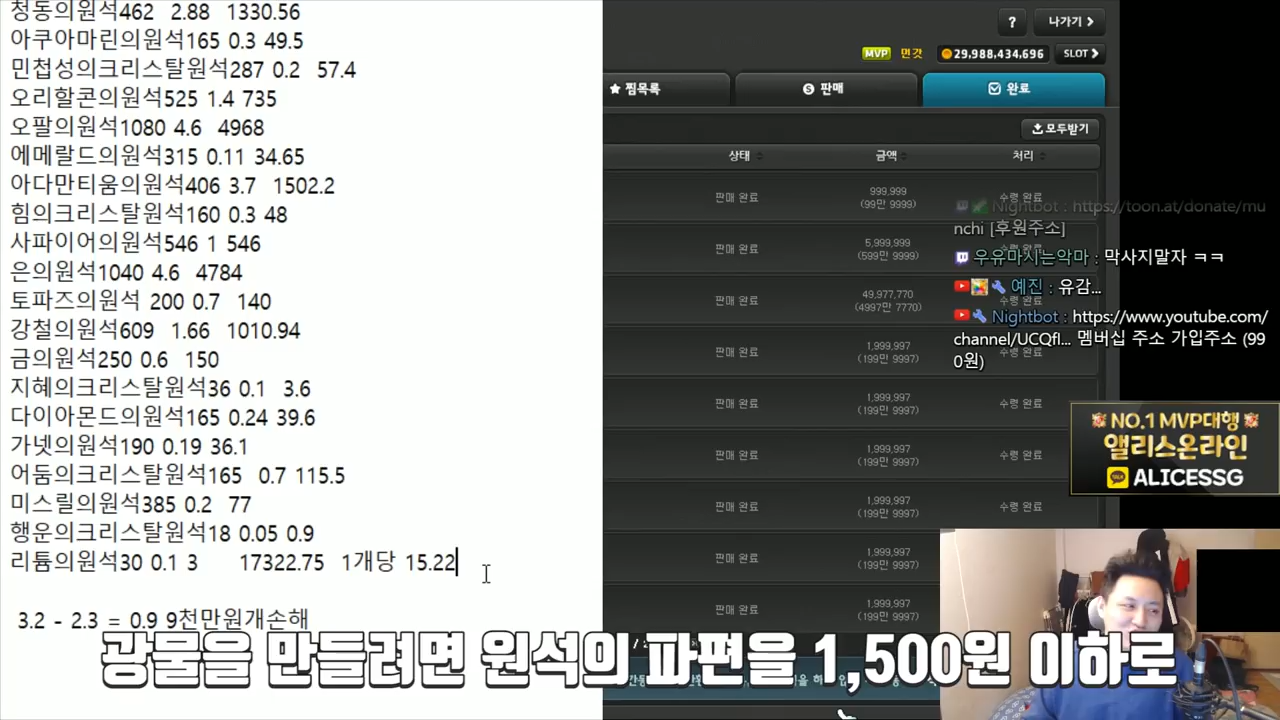 청동의원석462 2.88 1330.56
아쿠아마린의원석165 0.3 49.5
민첩성의크리스탈원석287 0.2 57.4
오리할콘의원석525 1.4 735
오팔의원석1080 4.6 4968
에메랄드의원석315 0.11 34.65
아다만티움의원석406 3.7 1502.2
힘의크리스탈원석160 0.3 48
사파이어의원석546 1 546
은의원석1040 4.6 4784
토파즈의원석 200 0.7 140
강철의원석609 1.66 1010.94
금의원석250 0.6 150
지혜의크리스탈원석36 0.1 3.6
다이아몬드의원석165 0.24 39.6
가넷의원석190 0.19 36.1
어둠의크리스탈원석165 0.7 115.5
미스릴의원석385 0.2 77
행운의크리스탈원석18 0.05 0.9
리튬의원석30 0.1 3 17322.75 1개당 15.22
3.2 - 2.3 = 0.9 9천만원개손해
? 나가기 >
MVP 면갓 29,988,434,696 SLOT >
★ 찜목록 판매 완료
모두받기
상태 금액 처리
판매 완료 999,999 수령 완료
(99만 9999)
판매 완료 5,999,999
(599만 9999)
판매 완료 49,977,770
(4997만 7770)
판매 완료 1,999,997
(199만 9997)
판매 완료 1,999,997 수령 완료
(199만 9997)
판매 완료 1,999,997 수령 완료
(199만 9997)
판매 완료 1,999,997 수령 완료
(199만 9997)
판매 완료 1,999,997
(199만 9997)
판매 완료 1,999,997
(199만 9997)
Nightbot : https://toon.at/donate/mu
nchi [후원주소]
우유마시는악마 : 막사지말자 ㅋㅋ
예진 : 유감...
Nightbot : https://www.youtube.com/
channel/UCQfl... 멤버십 주소 가입주소 (99
0원)
NO.1 MVP대행
앨리스온라인
TALK ALICESSG
광물을 만들려면 원석의 파편을 1,500원 이하로